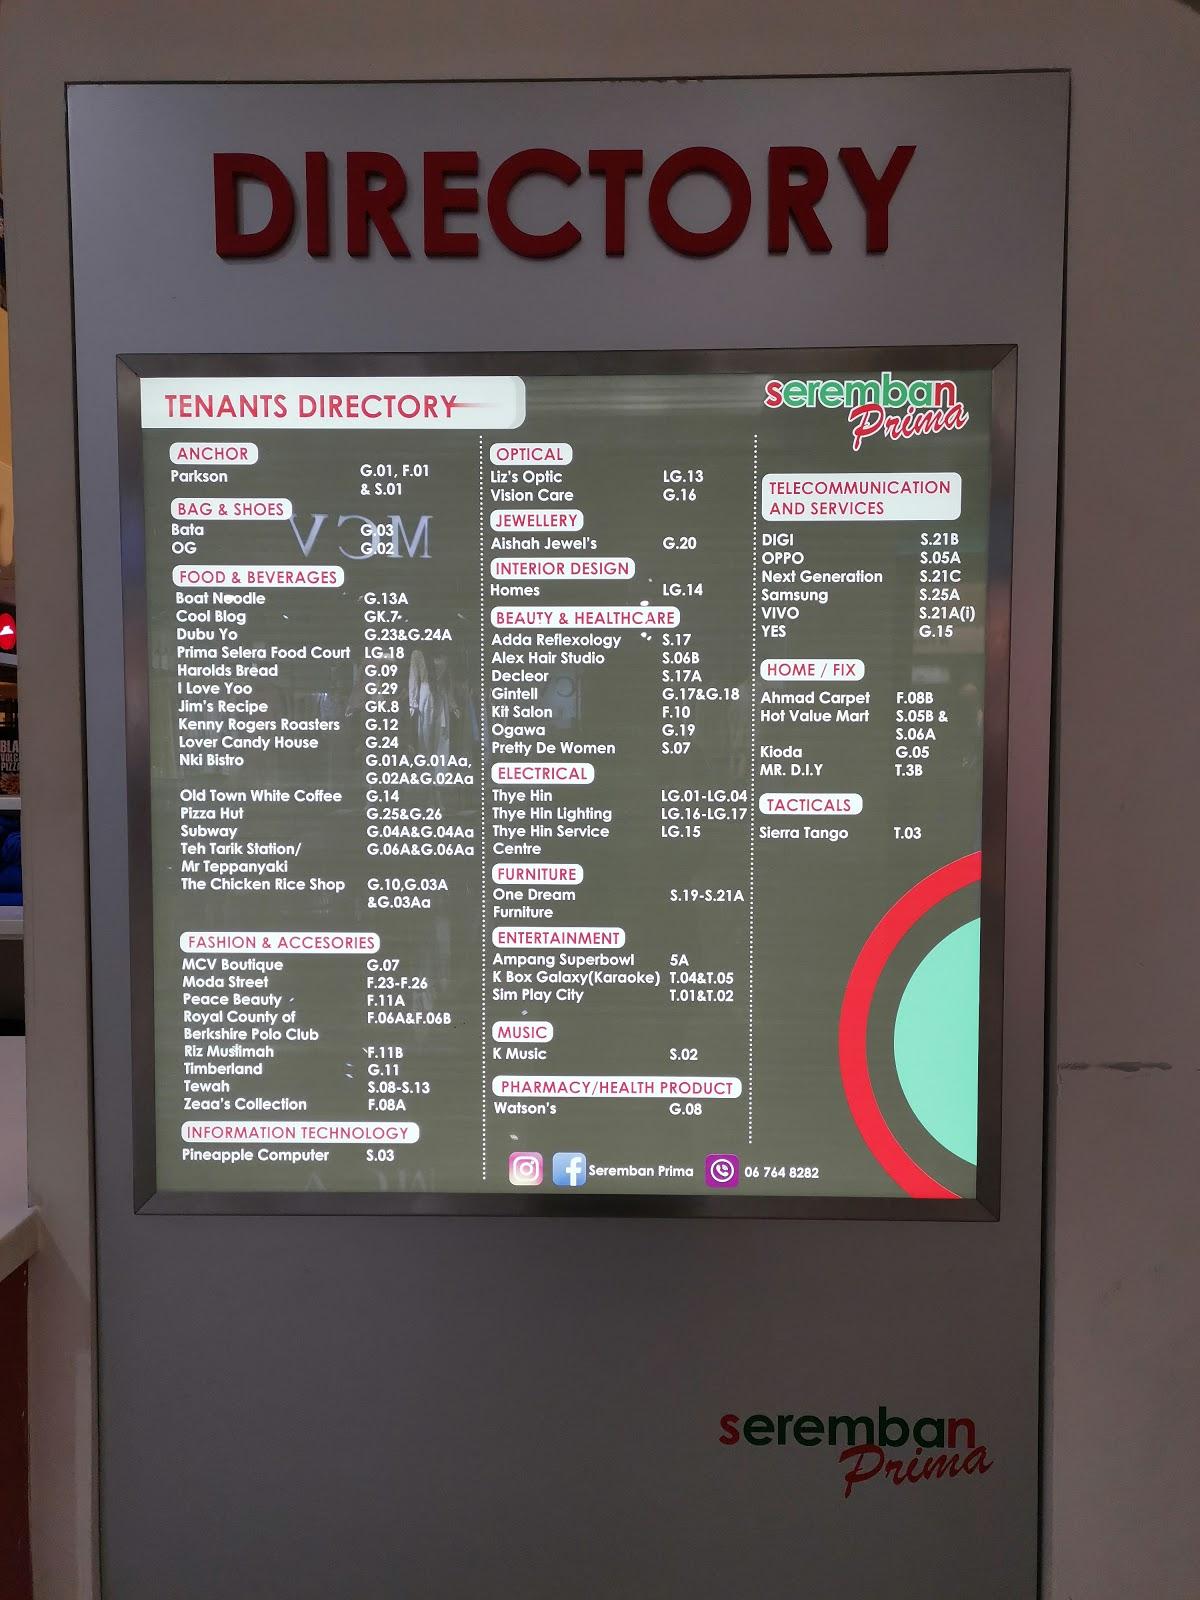 DIRECTORY
TENANTS DIRECTORY
seremban
Prima
ANCHOR
Parkson G.01, F.01
& S.01
BAG & SHOES
Bata G.03
OG G.02
MCV
FOOD & BEVERAGES
Boat Noodle G.13A
Cool Blog GK.7
Dubu Yo G.23&G.24A
Prima Selera Food Court LG.18
Harolds Bread G.09
I Love Yoo G.29
Jim's Recipe GK.8
Kenny Rogers Roasters G.12
Lover Candy House G.24
Nki Bistro G.01A,G.01Aa,
G.02A&G.02Aa
Old Town White Coffee G.14
Pizza Hut G.25&G.26
Subway G.04A&G.04Aa
Teh Tarik Station/ G.06A&G.06Aa
Mr Teppanyaki
The Chicken Rice Shop G.10,G.03A
&G.03Aa
FASHION & ACCESORIES
MCV Boutique G.07
Moda Street F.23-F.26
Peace Beauty F.11A
Royal County of F.06A&F.06B
Berkshire Polo Club
Riz Muslimah F.11B
Timberland G.11
Tewah S.08-S.13
Zeaa's Collection F.08A
INFORMATION TECHNOLOGY
Pineapple Computer S.03
OPTICAL
Liz's Optic LG.13
Vision Care G.16
JEWELLERY
Aishah Jewel's G.20
INTERIOR DESIGN
Homes LG.14
BEAUTY & HEALTHCARE
Adda Reflexology S.17
Alex Hair Studio S.06B
Decleor S.17A
Gintell G.17&G.18
Kit Salon F.10
Ogawa G.19
Pretty De Women S.07
ELECTRICAL
Thye Hin LG.01-LG.04
Thye Hin Lighting LG.16-LG.17
Thye Hin Service LG.15
Centre
FURNITURE
One Dream S.19-S.21A
Furniture
ENTERTAINMENT
Ampang Superbowl 5A
K Box Galaxy(Karaoke) T.04&T.05
Sim Play City T.01&T.02
MUSIC
K Music S.02
PHARMACY/HEALTH PRODUCT
Watson's G.08
TELECOMMUNICATION
AND SERVICES
DIGI S.21B
OPPO S.05A
Next Generation S.21C
Samsung S.25A
VIVO S.21A(i)
YES G.15
HOME / FIX
Ahmad Carpet F.08B
Hot Value Mart S.05B &
S.06A
Kioda G.05
MR. D.I.Y T.3B
TACTICALS
Sierra Tango T.03
Seremban Prima 06 764 8282
seremban
Prima